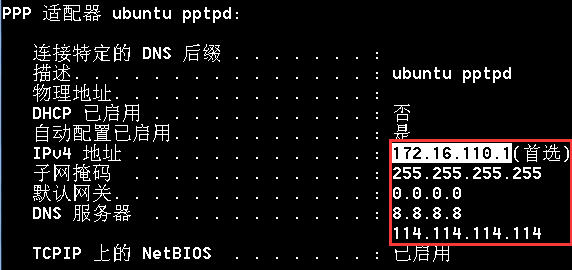 PPP 适配器 ubuntu pptpd:
连接特定的 DNS 后缀 . . . . . . . :
描述. . . . . . . . . . . . . . . : ubuntu pptpd
物理地址. . . . . . . . . . . . . :
DHCP 已启用 . . . . . . . . . . . : 否
自动配置已启用. . . . . . . . . . : 是
IPv4 地址 . . . . . . . . . . . . : 172.16.110.1(首选)
子网掩码 . . . . . . . . . . . . : 255.255.255.255
默认网关. . . . . . . . . . . . . : 0.0.0.0
DNS 服务器 . . . . . . . . . . . : 8.8.8.8
114.114.114.114
TCPIP 上的 NetBIOS . . . . . . . : 已启用